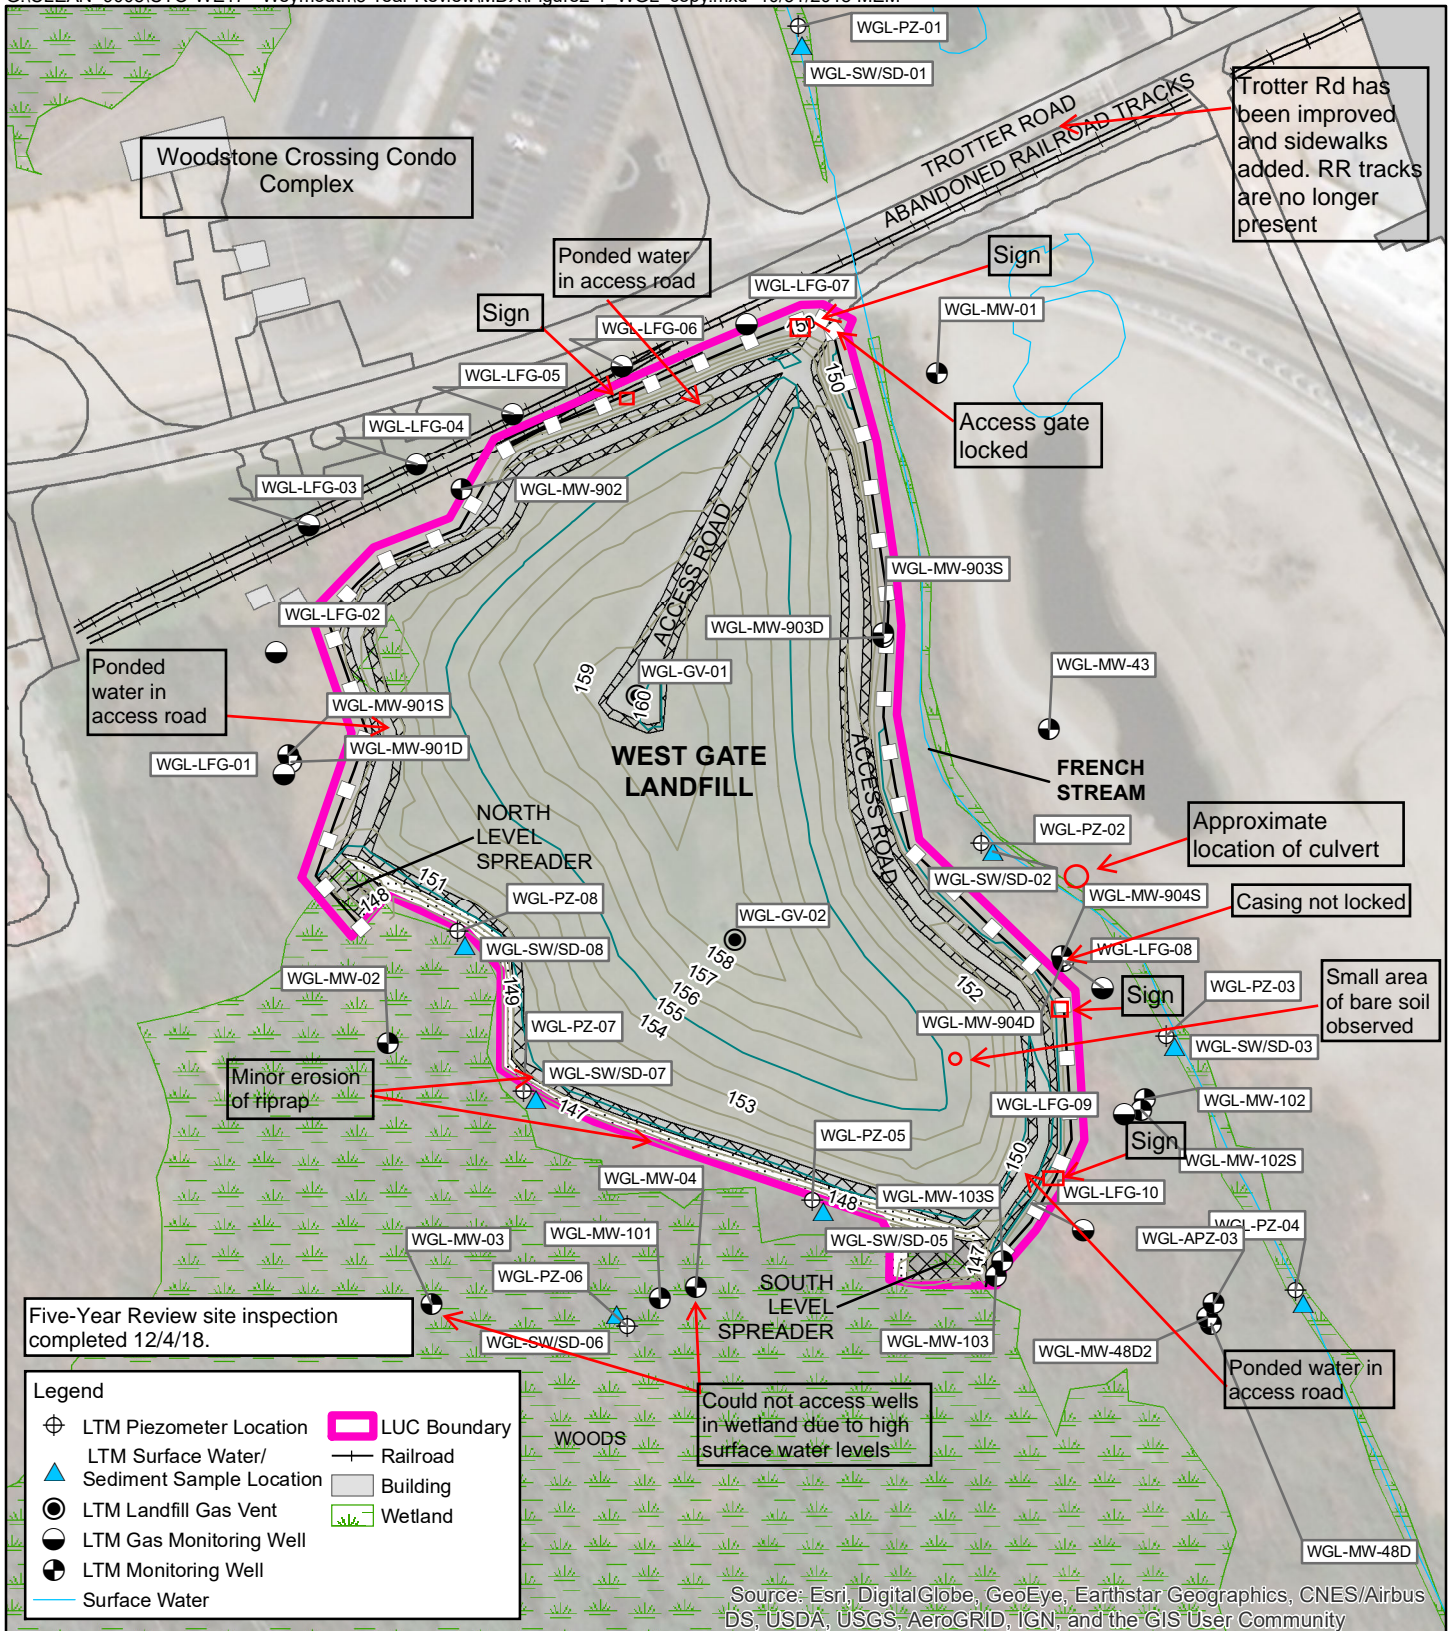 WGL-PZ-01
WGL-SW/SD-01
Trotter Rd has
been improved
and sidewalks
added. RR tracks
are no longer
present
TROTTER ROAD
ABANDONED RAILROAD TRACKS
Woodstone Crossing Condo
Complex
Ponded water
in access road
Sign
Sign
WGL-LFG-07
WGL-MW-01
WGL-LFG-06
150
150
WGL-LFG-05
Access gate
locked
WGL-LFG-04
WGL-LFG-03
WGL-MW-902
ACCESS ROAD
WGL-MW-903S
WGL-LFG-02
WGL-MW-903D
Ponded
water in
access road
WGL-GV-01
159
160
WGL-MW-43
WGL-MW-901S
WGL-MW-901D
WGL-LFG-01
WEST GATE
LANDFILL
ACCESS ROAD
FRENCH
STREAM
NORTH
LEVEL
SPREADER
WGL-PZ-02
Approximate
location of culvert
151
148
WGL-SW/SD-02
WGL-MW-904S
WGL-PZ-08
WGL-GV-02
Casing not locked
WGL-SW/SD-08
WGL-LFG-08
158
157
156
155
154
WGL-MW-02
149
152
Sign
WGL-PZ-03
Small area
of bare soil
observed
WGL-PZ-07
WGL-MW-904D
WGL-SW/SD-03
Minor erosion
of riprap
WGL-SW/SD-07
147
153
WGL-LFG-09
WGL-MW-102
WGL-PZ-05
Sign
150
WGL-MW-102S
WGL-MW-04
148
WGL-MW-103S
WGL-LFG-10
WGL-MW-03
WGL-MW-101
WGL-SW/SD-05
WGL-APZ-03
WGL-PZ-04
147
WGL-PZ-06
SOUTH
LEVEL
SPREADER
Five-Year Review site inspection
completed 12/4/18.
WGL-SW/SD-06
WGL-MW-103
WGL-MW-48D2
Ponded water in
access road
Could not access wells
in wetland due to high
surface water levels
WOODS
WGL-MW-48D
Legend
LTM Piezometer Location
LTM Surface Water/
Sediment Sample Location
LTM Landfill Gas Vent
LTM Gas Monitoring Well
LTM Monitoring Well
Surface Water
LUC Boundary
Railroad
Building
Wetland
Source: Esri, DigitalGlobe, GeoEye, Earthstar Geographics, CNES/Airbus
DS, USDA, USGS, AeroGRID, IGN, and the GIS User Community